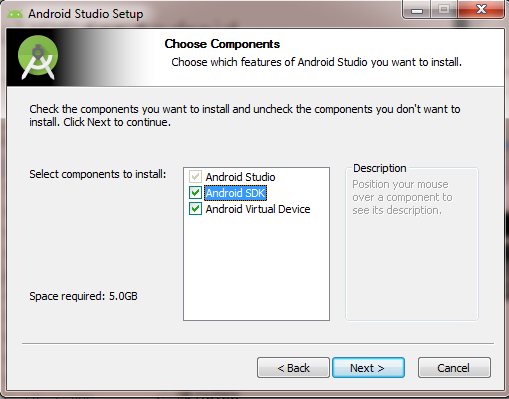 Android Studio Setup
Choose Components
Choose which features of Android Studio you want to install.
Check the components you want to install and uncheck the components you don't want to
install. Click Next to continue.
Select components to install:
Android Studio
Android SDK
Android Virtual Device
Description
Position your mouse
over a component to
see its description.
Space required: 5.0GB
< Back
Next >
Cancel